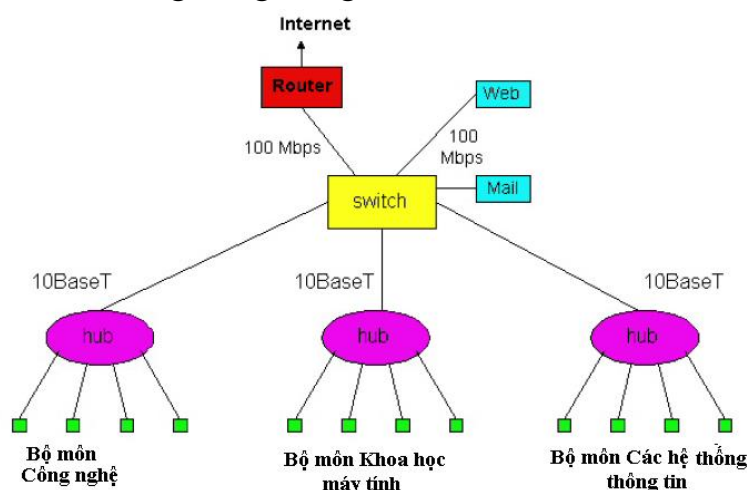 Internet
Router
Web
100 Mbps
100
Mbps
Mail
switch
10BaseT
10BaseT
10BaseT
hub
hub
hub
Bộ môn
Công nghệ
Bộ môn Khoa học
máy tính
Bộ môn Các hệ thống
thông tin